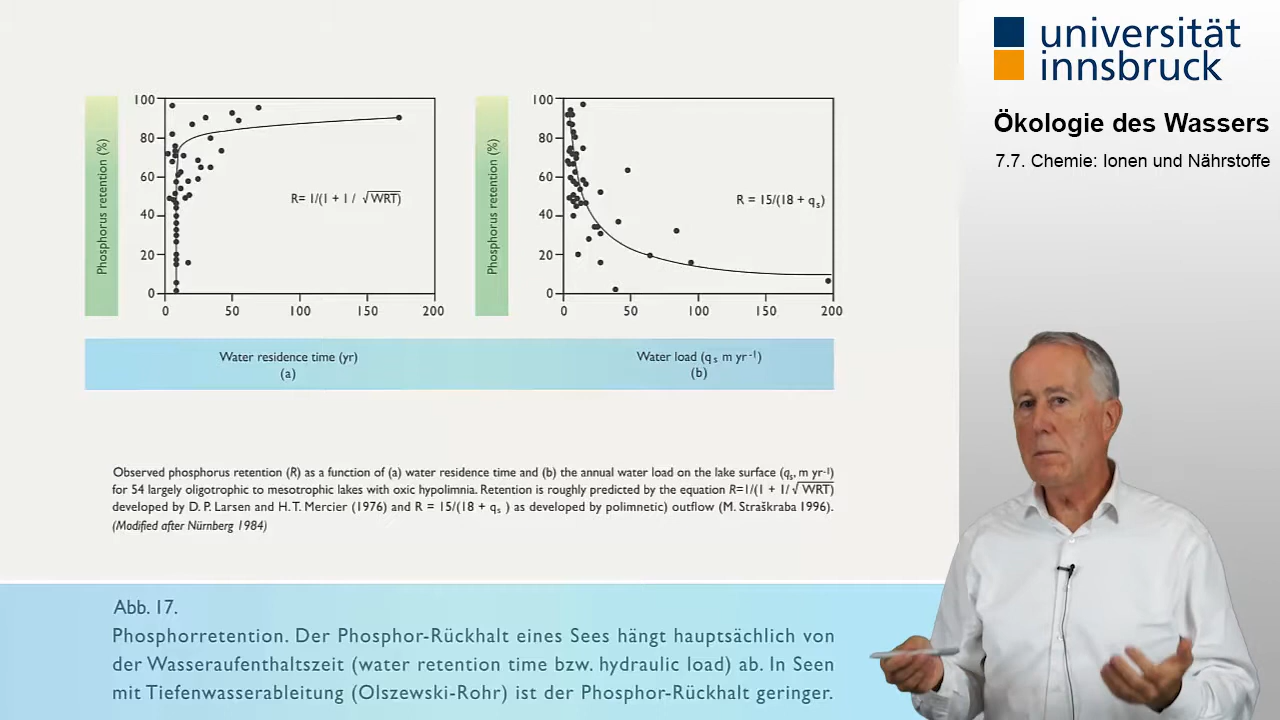 universität
innsbruck
Ökologie des Wassers
7.7. Chemie: Ionen und Nährstoffe
Phosphorus retention (%)
100
80
60
40
20
0
0 50 100 150 200
R= 1/(1 + 1 / √WRT)
Phosphorus retention (%)
100
80
60
40
20
0
0 50 100 150 200
R = 15/(18 + qs)
Water residence time (yr)
(a)
Water load (qs m yr-1)
(b)
Observed phosphorus retention (R) as a function of (a) water residence time and (b) the annual water load on the lake surface (qs, m yr-1)
for 54 largely oligotrophic to mesotrophic lakes with oxic hypolimnia. Retention is roughly predicted by the equation R=1/(1 + 1/√WRT)
developed by D. P. Larsen and H. T. Mercier (1976) and R = 15/(18 + qs ) as developed by polimnetic) outflow (M. Straškraba 1996).
(Modified after Nürnberg 1984)
Abb. 17.
Phosphorretention. Der Phosphor-Rückhalt eines Sees hängt hauptsächlich von
der Wasseraufenthaltszeit (water retention time bzw. hydraulic load) ab. In Seen
mit Tiefenwasserableitung (Olszewski-Rohr) ist der Phosphor-Rückhalt geringer.